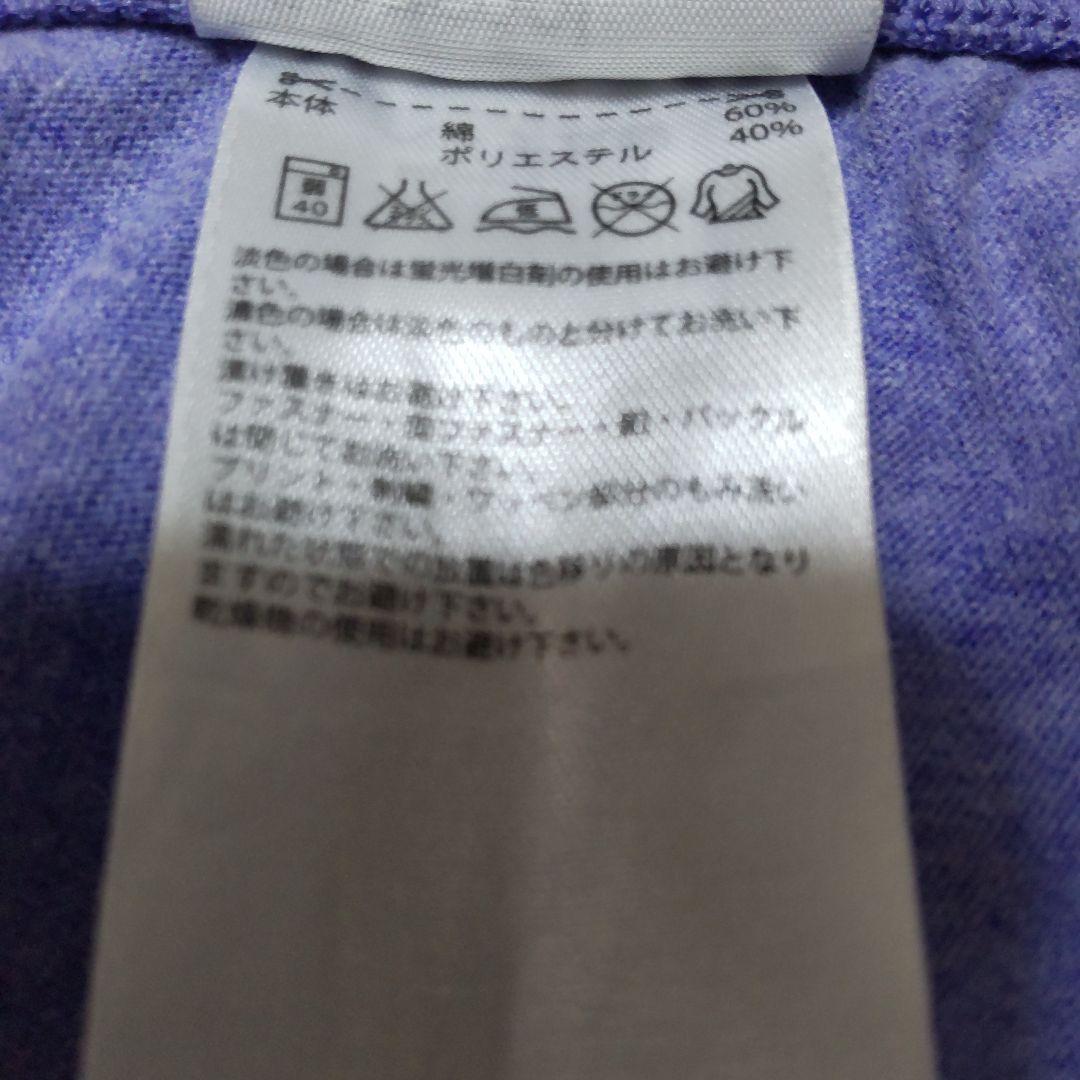 本体 60%
綿 40%
ポリエステル
弱
40
淡色の場合は蛍光増白剤の使用はお避け下
さい。
濃色の場合は淡色のものと分けてお洗い下
さい。
漬け置きはお避け下さい。
ファスナー・面ファスナー・釦・バックル
は閉じてお洗い下さい。
プリント・刺繍・ワッペン部分のもみ洗い
はお避け下さい。
濡れた状態での放置は色移りの原因となり
ますのでお避け下さい。
乾燥機の使用はお避け下さい。